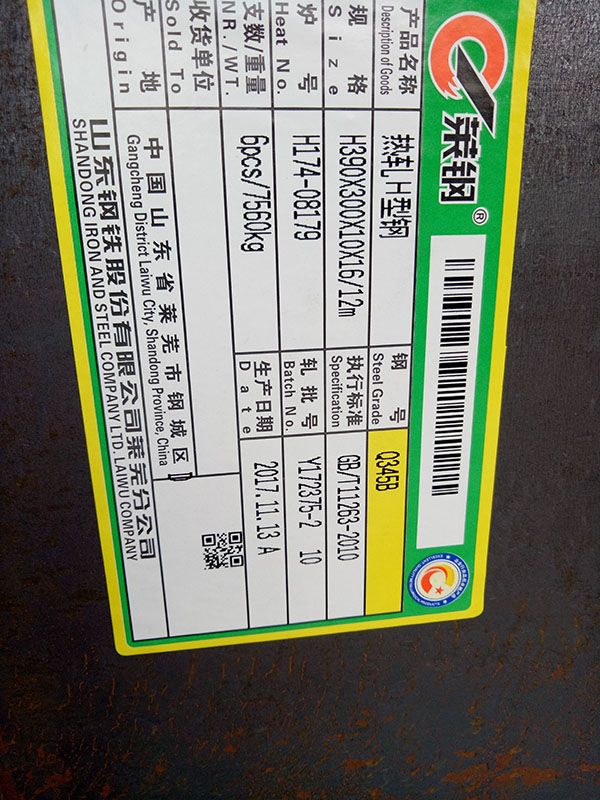 莱钢®
产品名称 热轧H型钢 钢 号 Q345B
Description of Goods Steel Grade
规 格 H390X300X10X16/12m 执行标准 GB/T11263-2010
Size Specification
炉 号 H174-08179 轧 批 号 Y172375-2 10
Heat No. Batch No.
支数/重量 6pcs/7560kg 生产日期 2017.11.13 A
NR./WT. Date
收货单位
Sold To
产 地 中国山东省莱芜市钢城区
Origin Gangcheng District Laiwu City, Shandong Province, China
山东钢铁股份有限公司莱芜分公司
SHANDONG IRON AND STEEL COMPANY LTD. LAIWU COMPANY